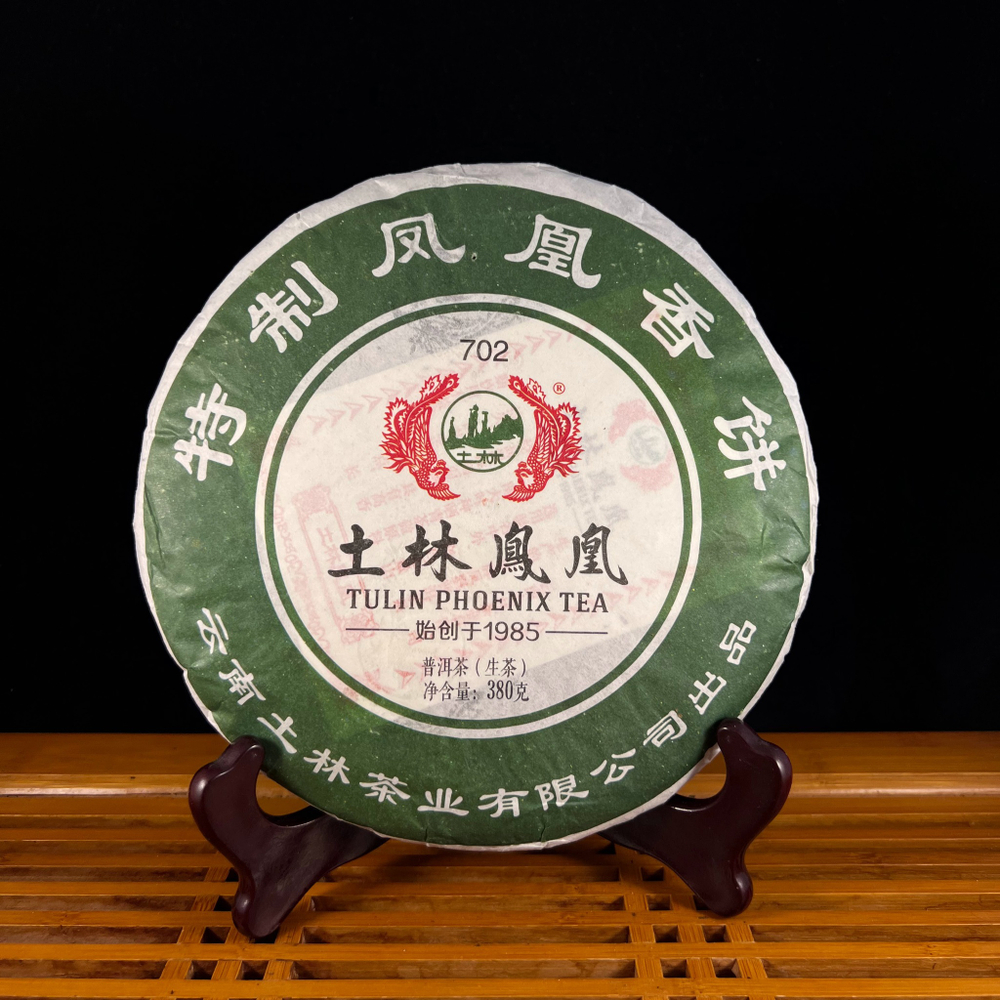 特制凤凰香饼
702
®
土林
土林鳳凰
TULIN PHOENIX TEA
始创于1985
普洱茶（生茶）
净含量：380克
云南土林茶业有限公司出品